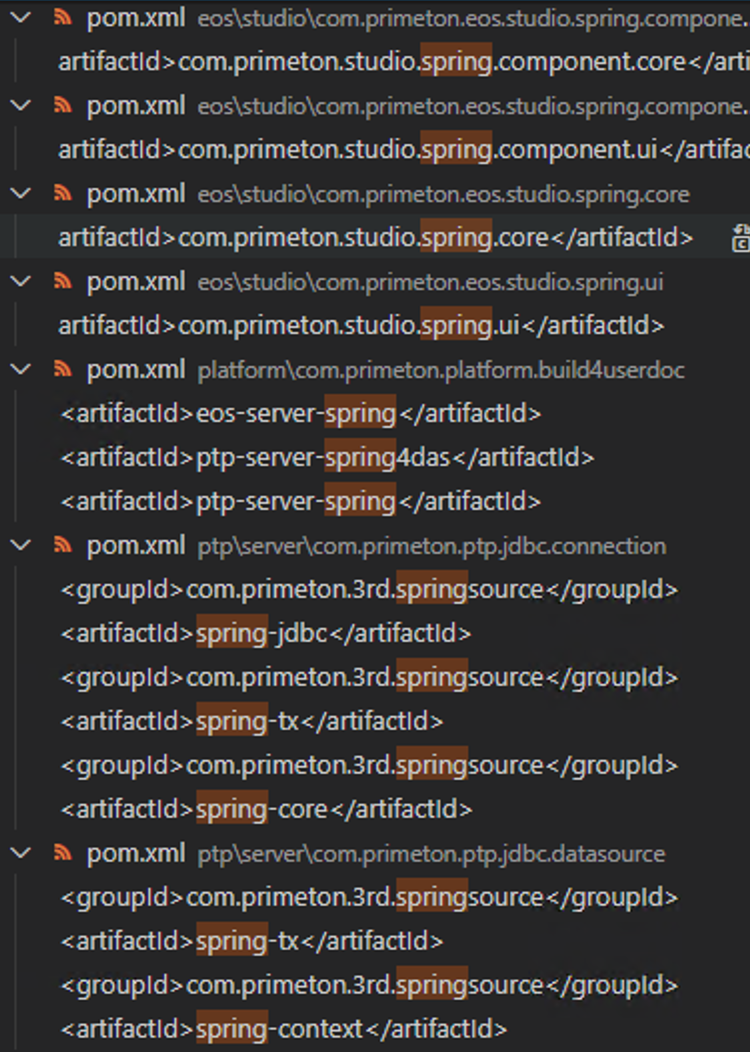 pom.xml eos\studio\com.primeton.eos.studio.spring.compone...
artifactId>com.primeton.studio.spring.component.core</arti
pom.xml eos\studio\com.primeton.eos.studio.spring.compone...
artifactId>com.primeton.studio.spring.component.ui</artifac
pom.xml eos\studio\com.primeton.eos.studio.spring.core
artifactId>com.primeton.studio.spring.core</artifactId>
pom.xml eos\studio\com.primeton.eos.studio.spring.ui
artifactId>com.primeton.studio.spring.ui</artifactId>
pom.xml platform\com.primeton.platform.build4userdoc
<artifactId>eos-server-spring</artifactId>
<artifactId>ptp-server-spring4das</artifactId>
<artifactId>ptp-server-spring</artifactId>
pom.xml ptp\server\com.primeton.ptp.jdbc.connection
<groupId>com.primeton.3rd.springsource</groupId>
<artifactId>spring-jdbc</artifactId>
<groupId>com.primeton.3rd.springsource</groupId>
<artifactId>spring-tx</artifactId>
<groupId>com.primeton.3rd.springsource</groupId>
<artifactId>spring-core</artifactId>
pom.xml ptp\server\com.primeton.ptp.jdbc.datasource
<groupId>com.primeton.3rd.springsource</groupId>
<artifactId>spring-tx</artifactId>
<groupId>com.primeton.3rd.springsource</groupId>
<artifactId>spring-context</artifactId>